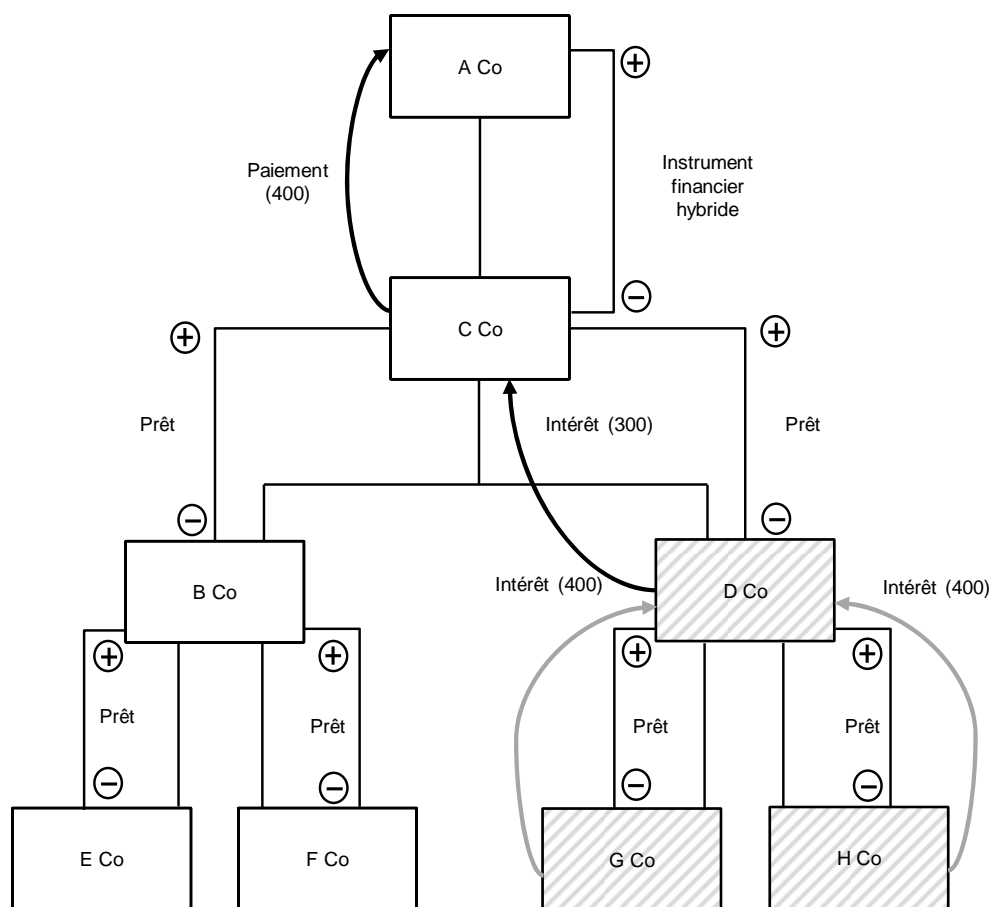 A Co
+
Paiement
(400)
Instrument
financier
hybride
−
C Co
+
+
Prêt
Intérêt (300)
Prêt
−
−
B Co
Intérêt (400)
D Co
Intérêt (400)
+
+
+
+
Prêt
Prêt
Prêt
Prêt
−
−
−
−
E Co
F Co
G Co
H Co